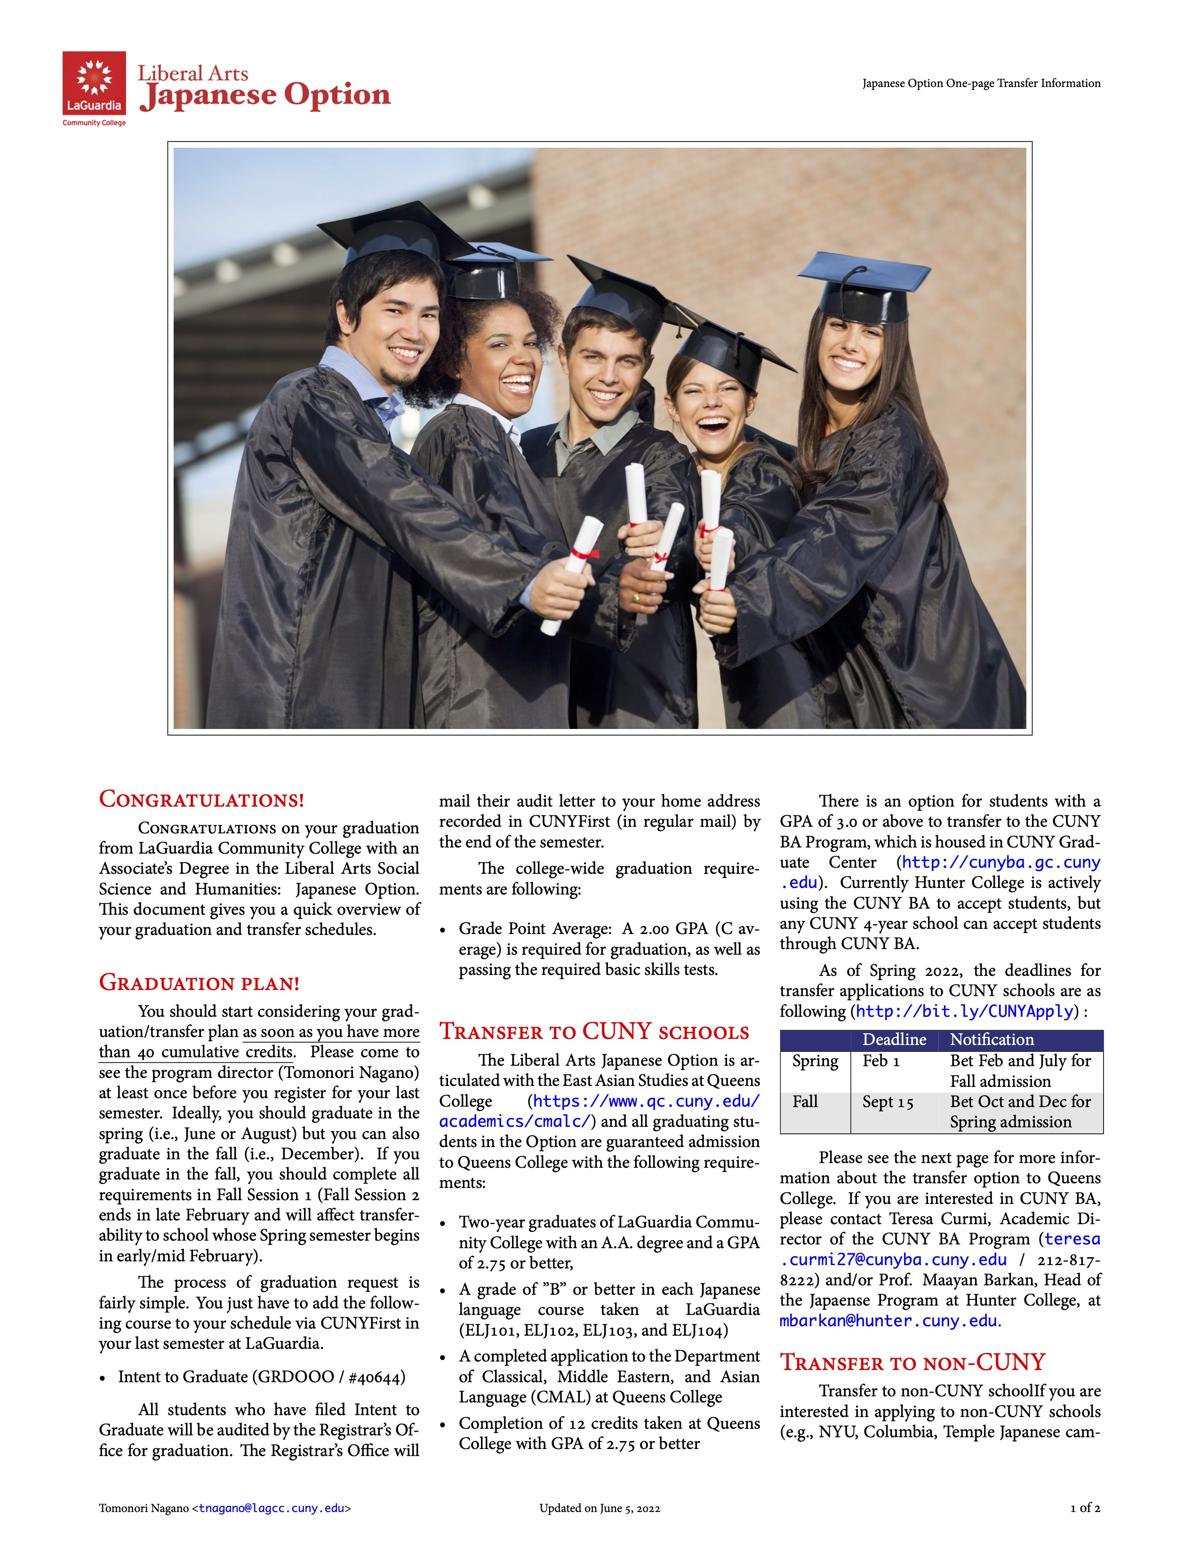 LaGuardia
Community College
Liberal Arts
Japanese Option
Japanese Option One-page Transfer Information
Congratulations!
Congratulations on your graduation
from LaGuardia Community College with an
Associate's Degree in the Liberal Arts Social
Science and Humanities: Japanese Option.
This document gives you a quick overview of
your graduation and transfer schedules.
Graduation plan!
You should start considering your grad-
uation/transfer plan as soon as you have more
than 40 cumulative credits. Please come to
see the program director (Tomonori Nagano)
at least once before you register for your last
semester. Ideally, you should graduate in the
spring (i.e., June or August) but you can also
graduate in the fall (i.e., December). If you
graduate in the fall, you should complete all
requirements in Fall Session 1 (Fall Session 2
ends in late February and will affect transfer-
ability to school whose Spring semester begins
in early/mid February).
The process of graduation request is
fairly simple. You just have to add the follow-
ing course to your schedule via CUNYFirst in
your last semester at LaGuardia.
• Intent to Graduate (GRDOOO / #40644)
All students who have filed Intent to
Graduate will be audited by the Registrar's Of-
fice for graduation. The Registrar's Office will
mail their audit letter to your home address
recorded in CUNYFirst (in regular mail) by
the end of the semester.
The college-wide graduation require-
ments are following:
• Grade Point Average: A 2.00 GPA (C av-
erage) is required for graduation, as well as
passing the required basic skills tests.
Transfer to CUNY schools
The Liberal Arts Japanese Option is ar-
ticulated with the East Asian Studies at Queens
College (https://www.qc.cuny.edu/
academics/cmalc/) and all graduating stu-
dents in the Option are guaranteed admission
to Queens College with the following require-
ments:
• Two-year graduates of LaGuardia Commu-
nity College with an A.A. degree and a GPA
of 2.75 or better,
• A grade of ”B” or better in each Japanese
language course taken at LaGuardia
(ELJ101, ELJ102, ELJ103, and ELJ104)
• A completed application to the Department
of Classical, Middle Eastern, and Asian
Language (CMAL) at Queens College
• Completion of 12 credits taken at Queens
College with GPA of 2.75 or better
There is an option for students with a
GPA of 3.0 or above to transfer to the CUNY
BA Program, which is housed in CUNY Grad-
uate Center (http://cunyba.gc.cuny
.edu). Currently Hunter College is actively
using the CUNY BA to accept students, but
any CUNY 4-year school can accept students
through CUNY BA.
As of Spring 2022, the deadlines for
transfer applications to CUNY schools are as
following (http://bit.ly/CUNYApply) :
Deadline Notification
Spring Feb 1 Bet Feb and July for
Fall admission
Fall Sept 15 Bet Oct and Dec for
Spring admission
Please see the next page for more infor-
mation about the transfer option to Queens
College. If you are interested in CUNY BA,
please contact Teresa Curmi, Academic Di-
rector of the CUNY BA Program (teresa
.curmi27@cunyba.cuny.edu / 212-817-
8222) and/or Prof. Maayan Barkan, Head of
the Japaense Program at Hunter College, at
mbarkan@hunter.cuny.edu.
Transfer to non-CUNY
Transfer to non-CUNY schoolIf you are
interested in applying to non-CUNY schools
(e.g., NYU, Columbia, Temple Japanese cam-
Tomonori Nagano <tnagano@lagcc.cuny.edu>
Updated on June 5, 2022
1 of 2